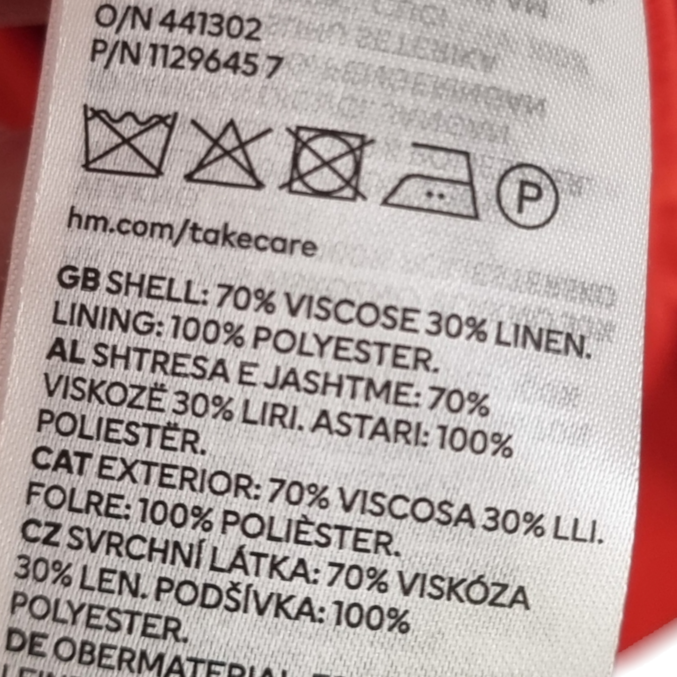 O/N 441302
P/N 1129645 7
P
hm.com/takecare
GB SHELL: 70% VISCOSE 30% LINEN.
LINING: 100% POLYESTER.
AL SHTRESA E JASHTME: 70%
VISKOZË 30% LIRI. ASTARI: 100%
POLIESTËR.
CAT EXTERIOR: 70% VISCOSA 30% LLI.
FOLRE: 100% POLIÈSTER.
CZ SVRCHNÍ LÁTKA: 70% VISKÓZA
30% LEN. PODŠÍVKA: 100%
POLYESTER.
DE OBERMATERIAL